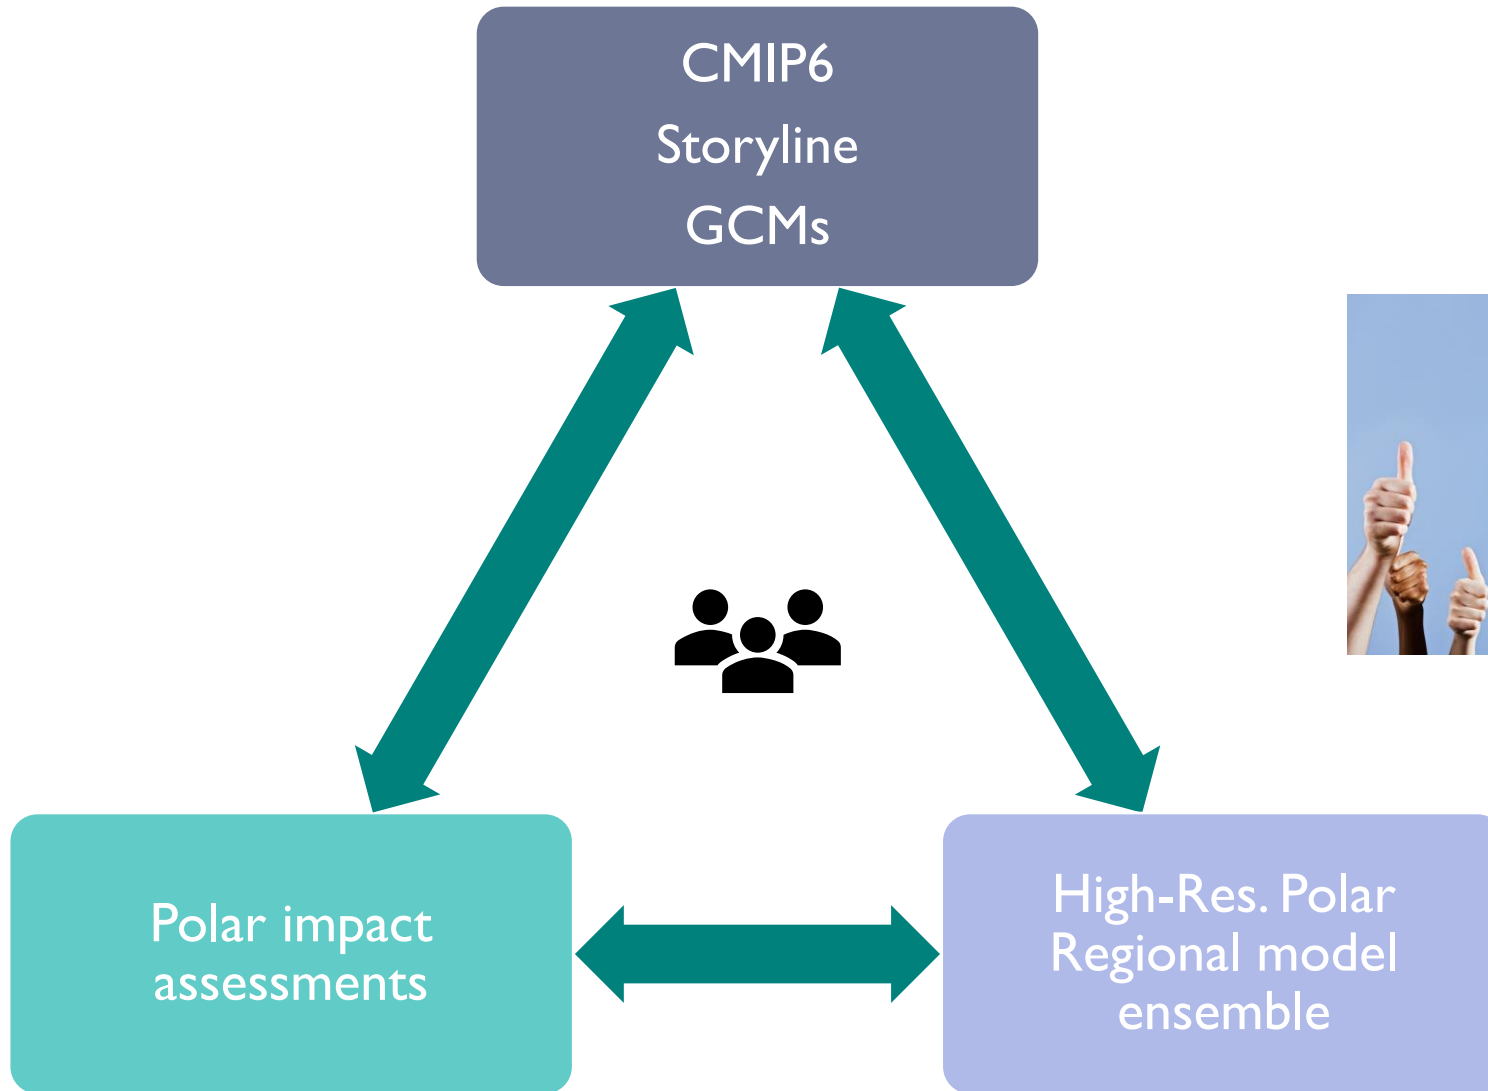 CMIP6
Storyline
GCMs
Polar impact
assessments
High-Res. Polar
Regional model
ensemble